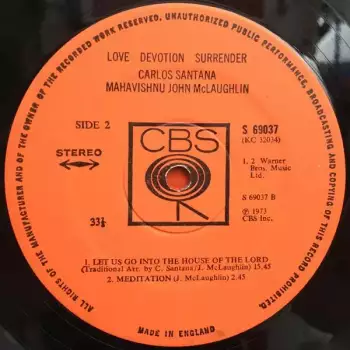 ALL RIGHTS OF THE MANUFACTURER AND OF THE OWNER OF THE RECORDED WORK RESERVED. UNAUTHORIZED PUBLIC PERFORMANCE, BROADCASTING AND COPYING OF THIS RECORD PROHIBITED.
LOVE DEVOTION SURRENDER
CARLOS SANTANA
MAHAVISHNU JOHN McLAUGHLIN
SIDE 2
STEREO
33⅓
CBS
S 69037
(KC 32034)
1, 2 Warner
Bros. Music
Ltd.
S 69037 B
℗ 1973
CBS Inc.
1. LET US GO INTO THE HOUSE OF THE LORD
(Traditional Arr. by C. Santana/J. McLaughlin) 15.45
2. MEDITATION (J. McLaughlin) 2.45
MADE IN ENGLAND